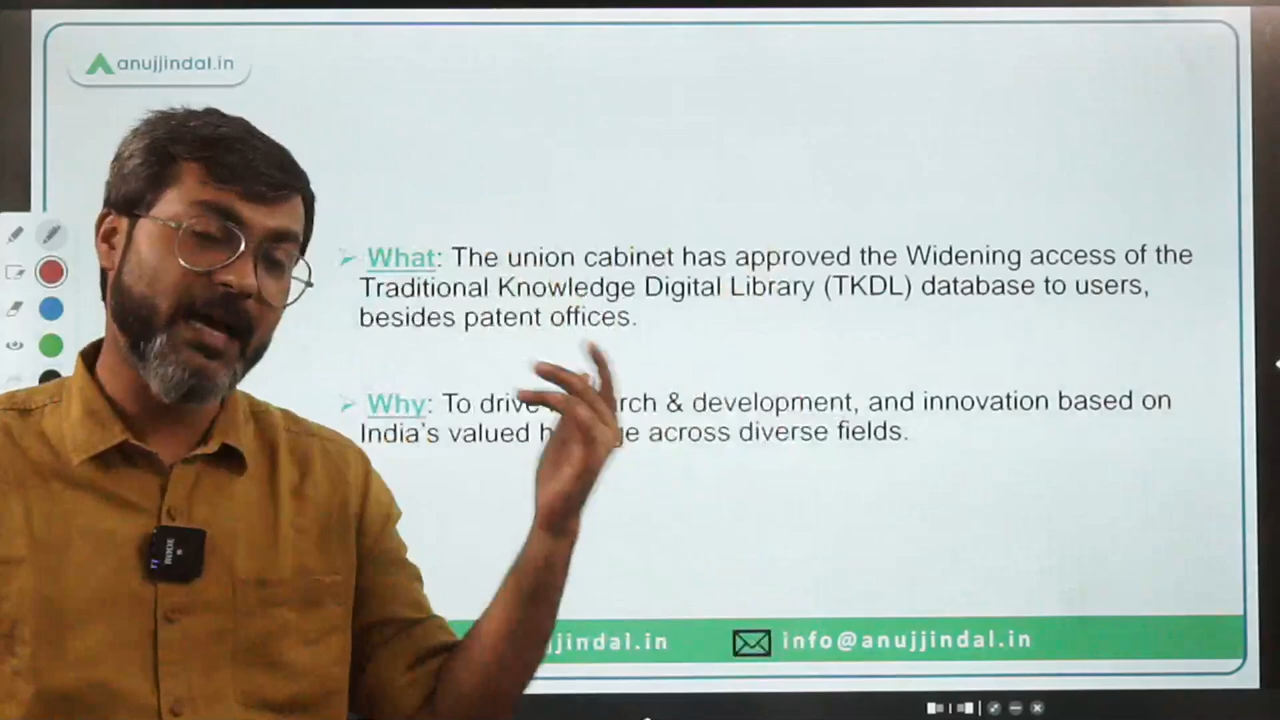 anujjindal.in
What: The union cabinet has approved the Widening access of the
Traditional Knowledge Digital Library (TKDL) database to users,
besides patent offices.
Why: To drive & development, and innovation based on
India's valued across diverse fields.
RODE
jjindal.in
info@anujjindal.in